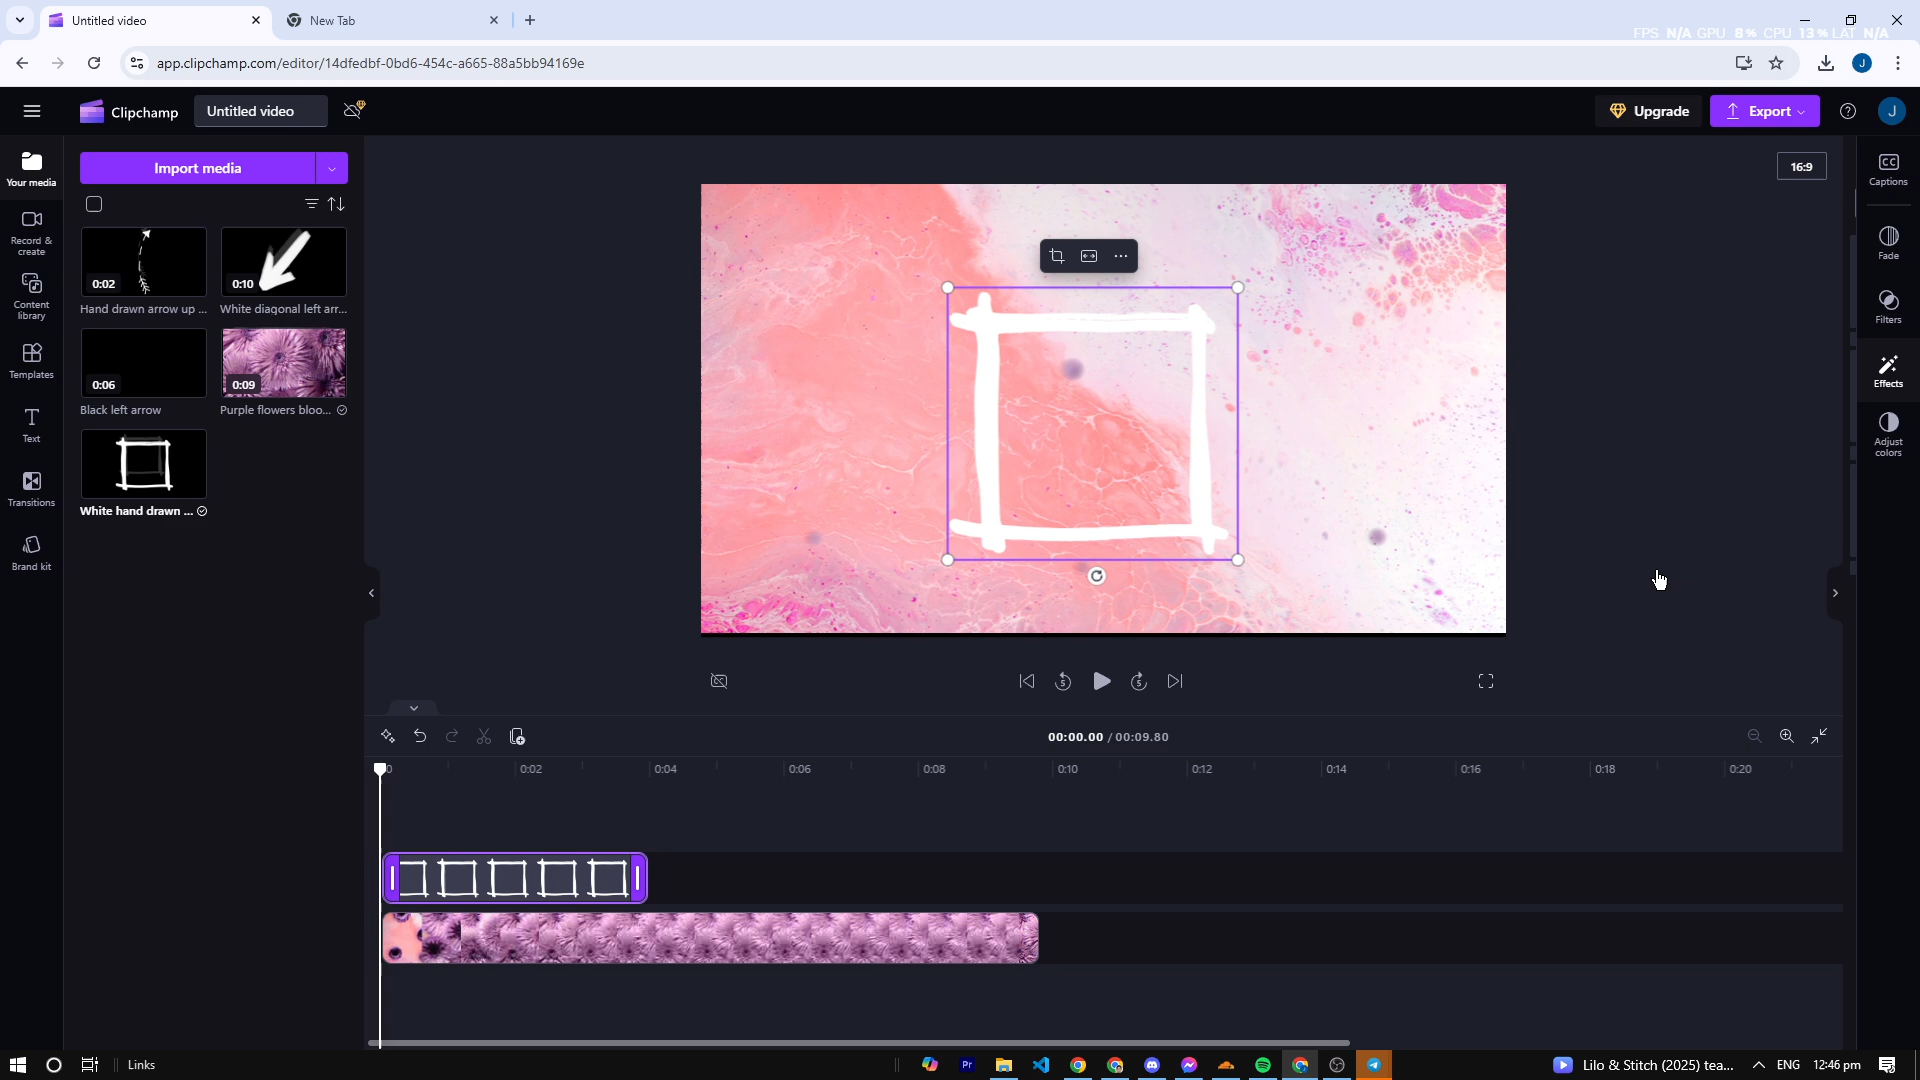 Untitled video
New Tab
FPS N/A GPU 8% CPU 13% LAT N/A
app.clipchamp.com/editor/14dfedbf-0bd6-454c-a665-88a5bb94169e
J
Clipchamp
Untitled video
Upgrade
Export
J
Your media
Record & create
Content library
Templates
Text
Transitions
Brand kit
Import media
0:02
0:10
Hand drawn arrow up ...
White diagonal left arr...
0:06
0:09
Black left arrow
Purple flowers bloo...
White hand drawn ...
16:9
CC
Captions
Fade
Filters
Effects
Adjust colors
5
5
00:00.00 / 00:09.80
0
0:02
0:04
0:06
0:08
0:10
0:12
0:14
0:16
0:18
0:20
Links
Pr
Lilo & Stitch (2025) tea...
ENG
12:46 pm